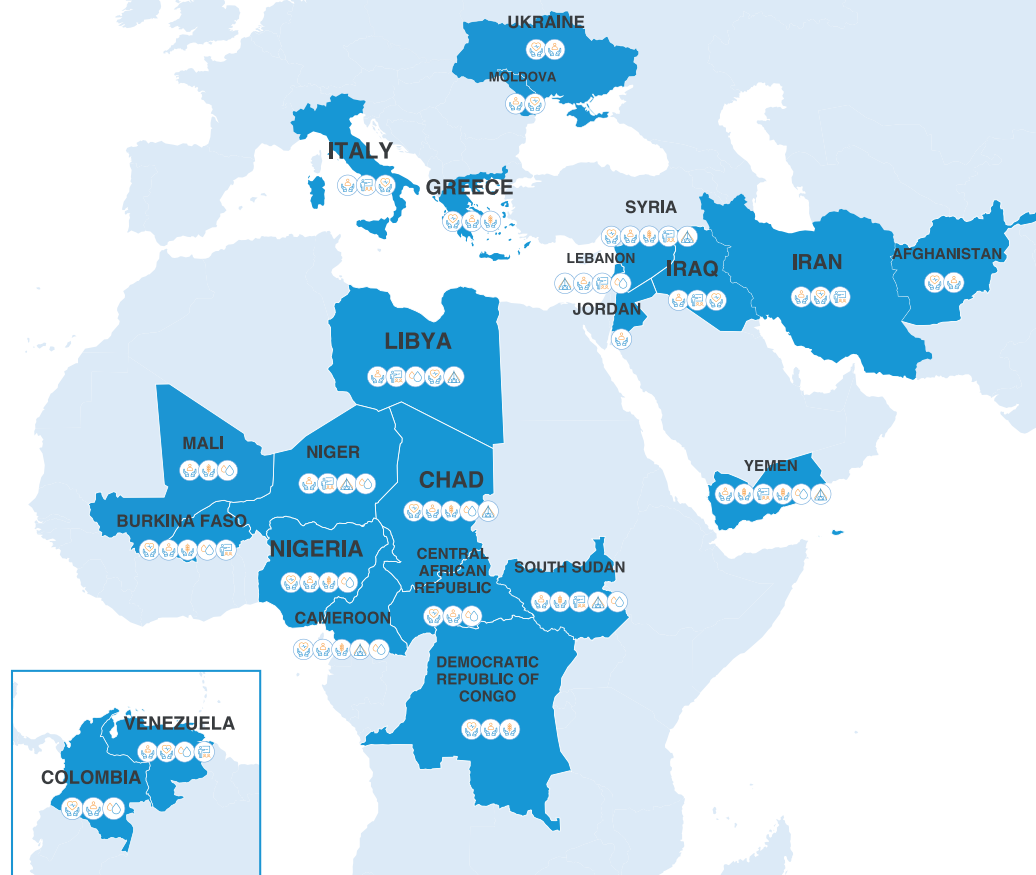 UKRAINE
MOLDOVA
ITALY
GREECE
SYRIA
LEBANON
IRAQ
IRAN
AFGHANISTAN
JORDAN
LIBYA
MALI
NIGER
CHAD
YEMEN
BURKINA FASO
NIGERIA
CENTRAL
AFRICAN
REPUBLIC
SOUTH SUDAN
CAMEROON
DEMOCRATIC
REPUBLIC OF
CONGO
VENEZUELA
COLOMBIA